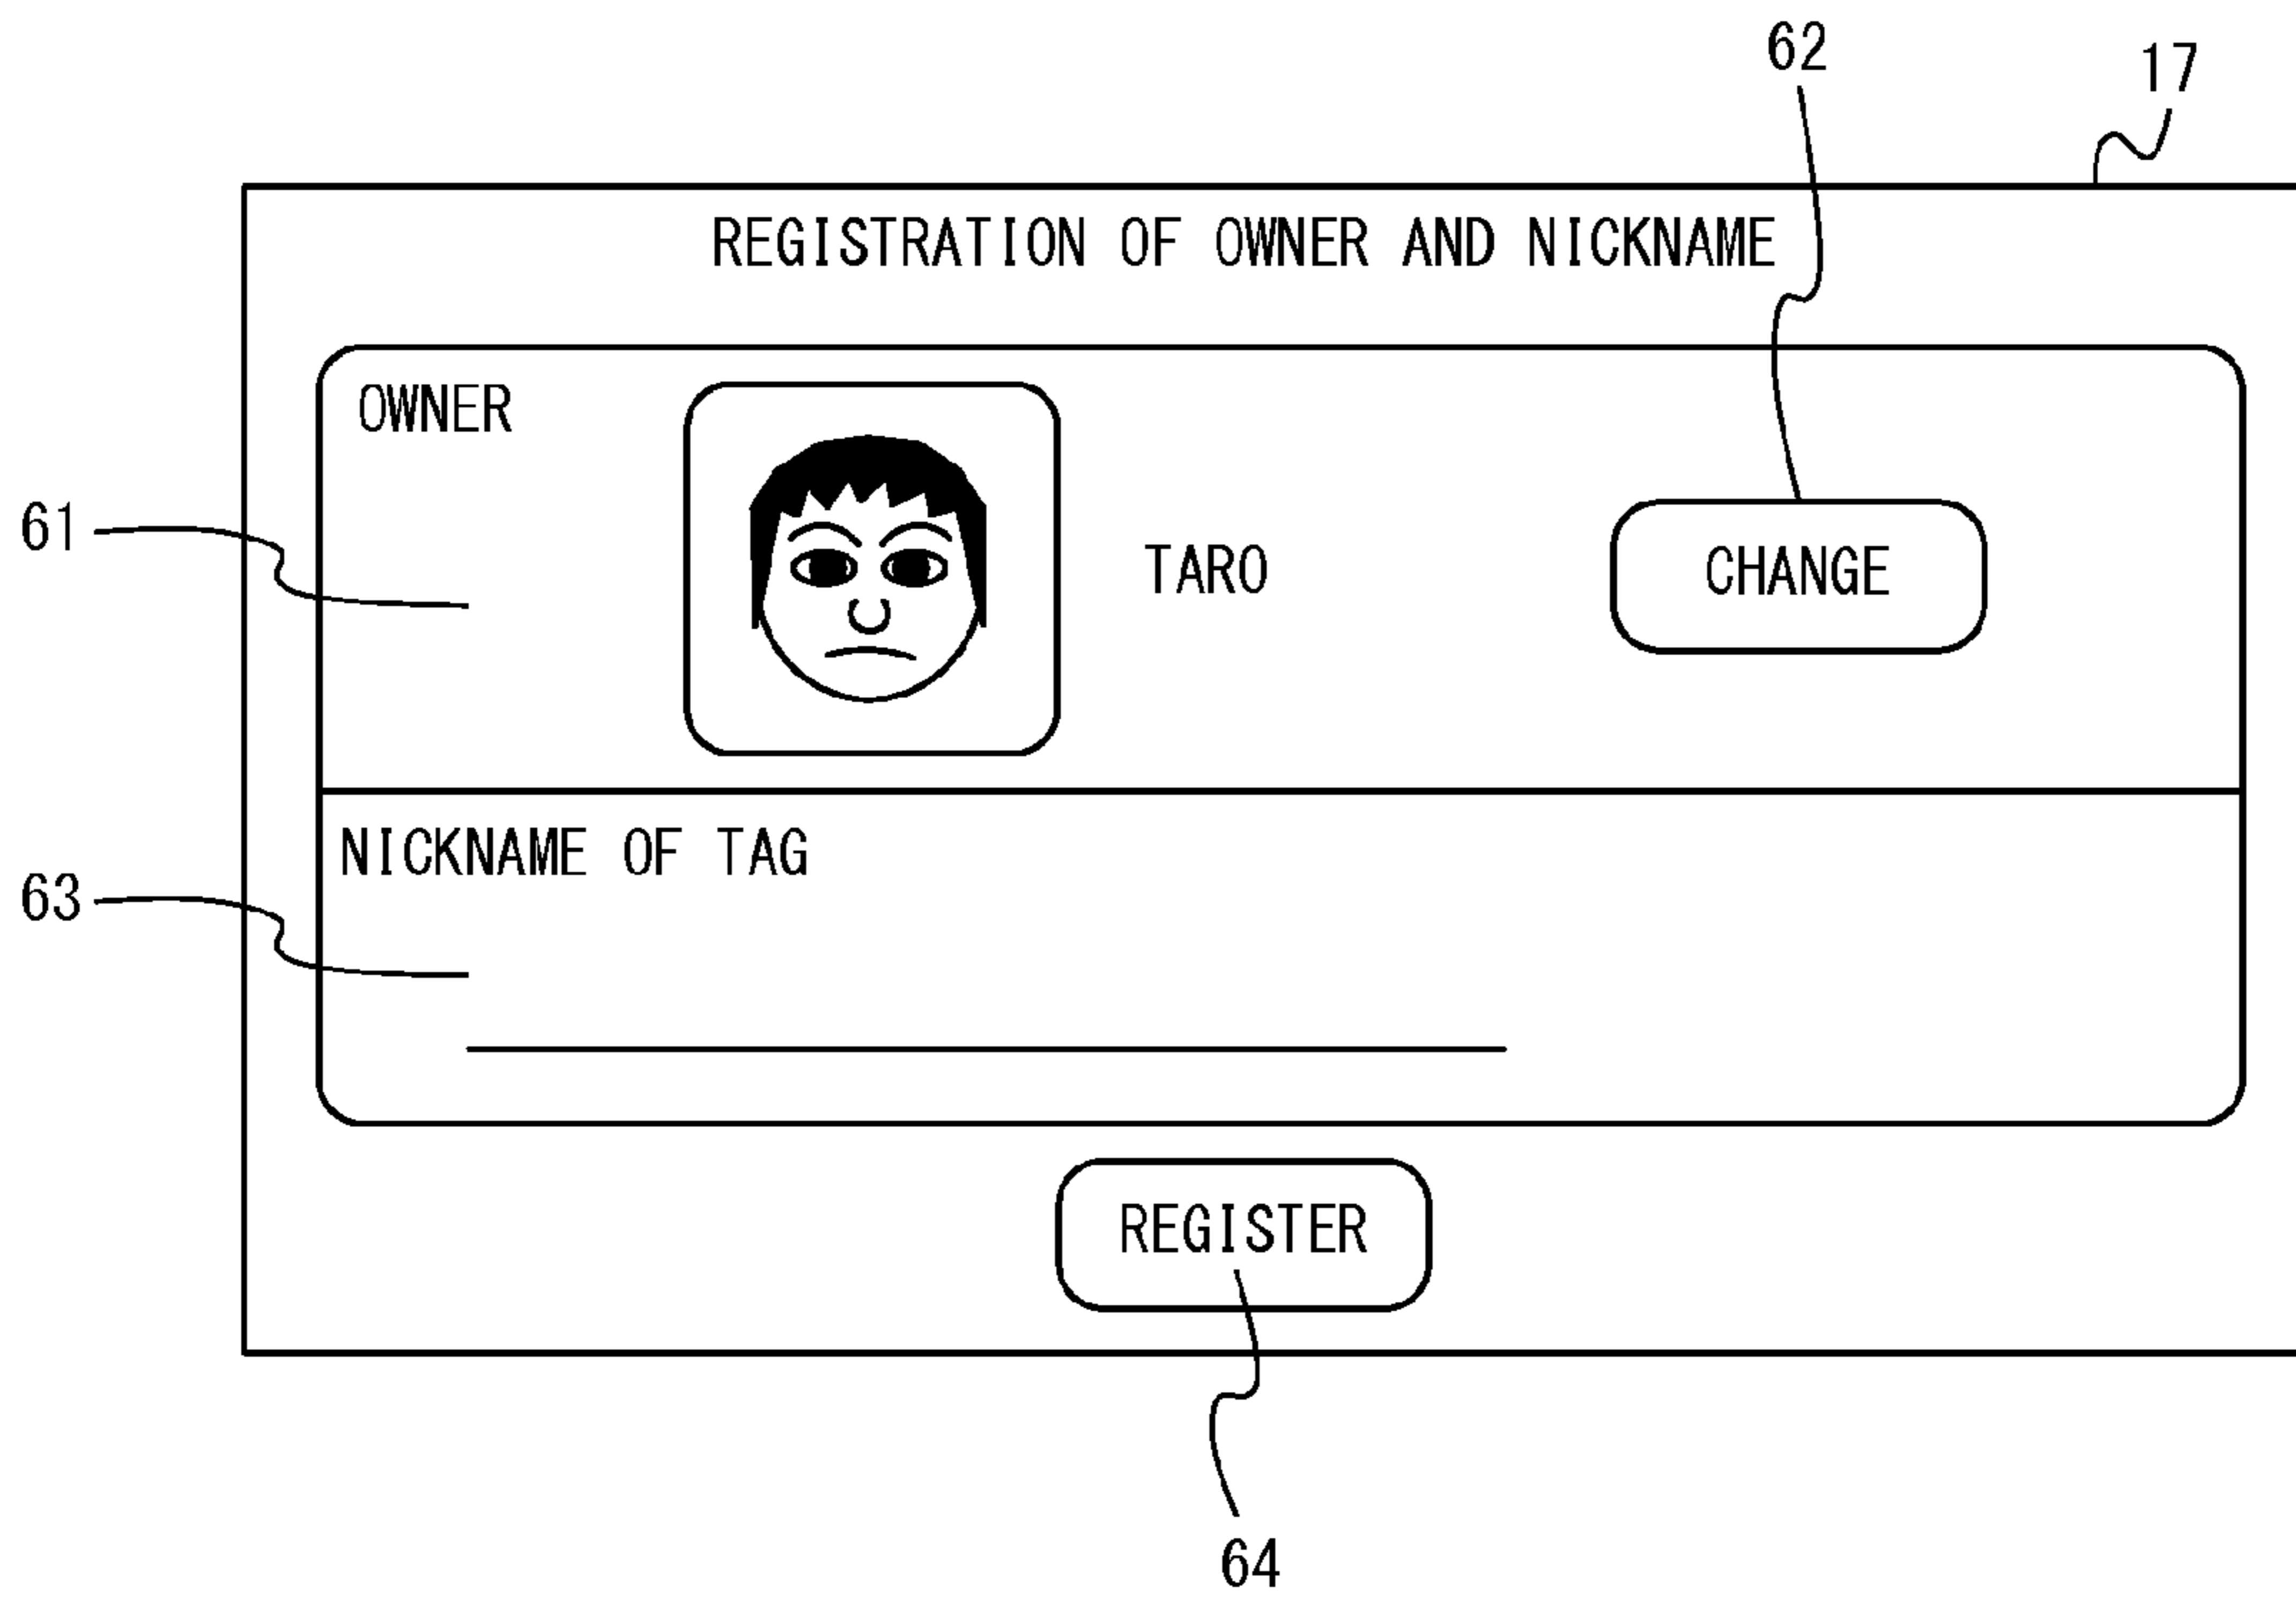 62
17
REGISTRATION OF OWNER AND NICKNAME
OWNER
61
TARO
CHANGE
NICKNAME OF TAG
63
REGISTER
64